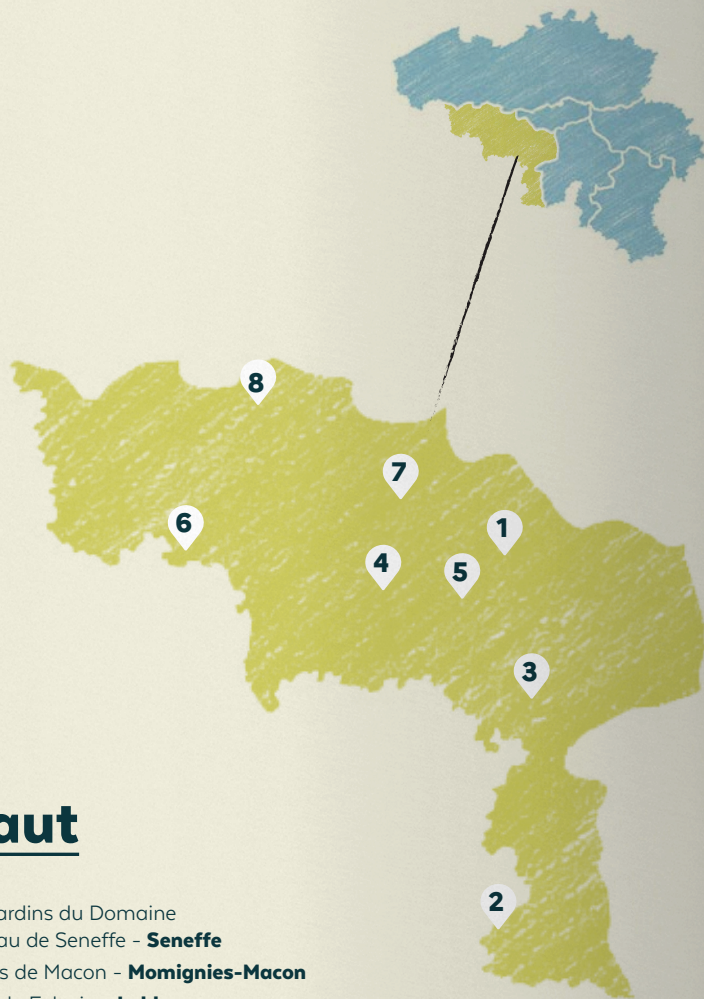 8
7
6
1
4
5
3
2
aut
ardins du Domaine
au de Seneffe - Seneffe
s de Macon - Momignies-Macon